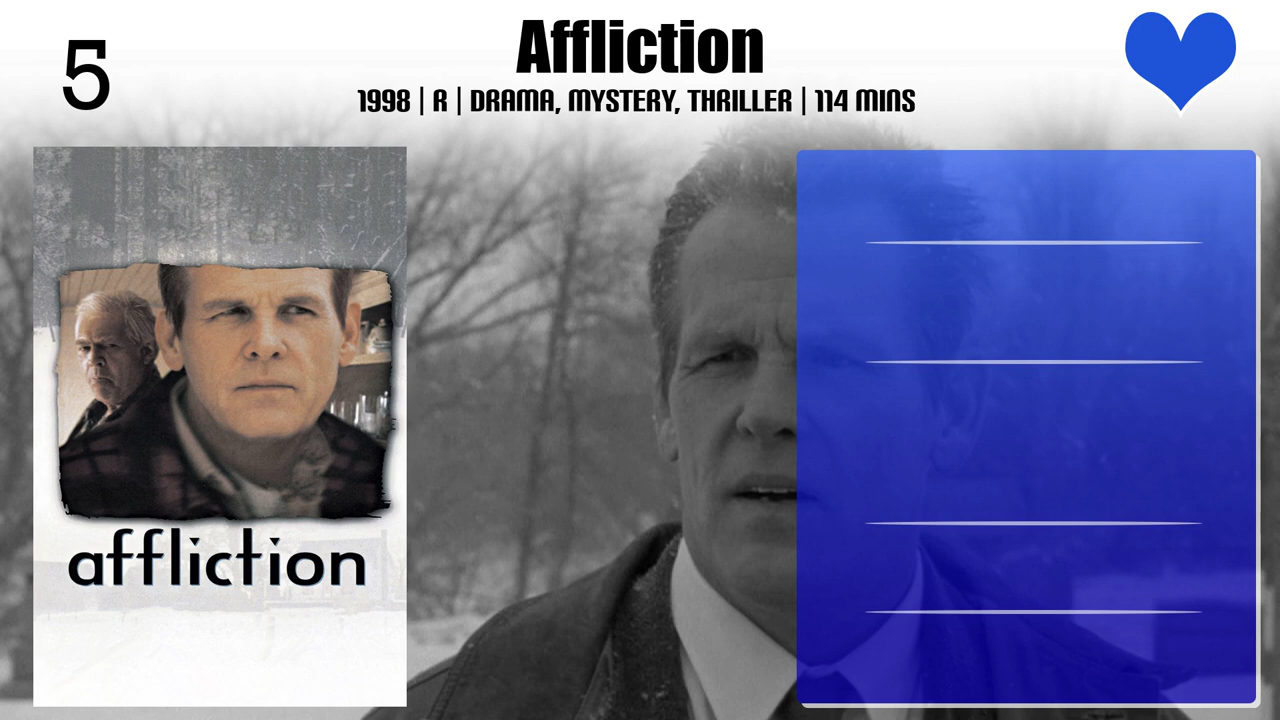 5
Affliction
1998 | R | DRAMA, MYSTERY, THRILLER | 114 MINS
affliction